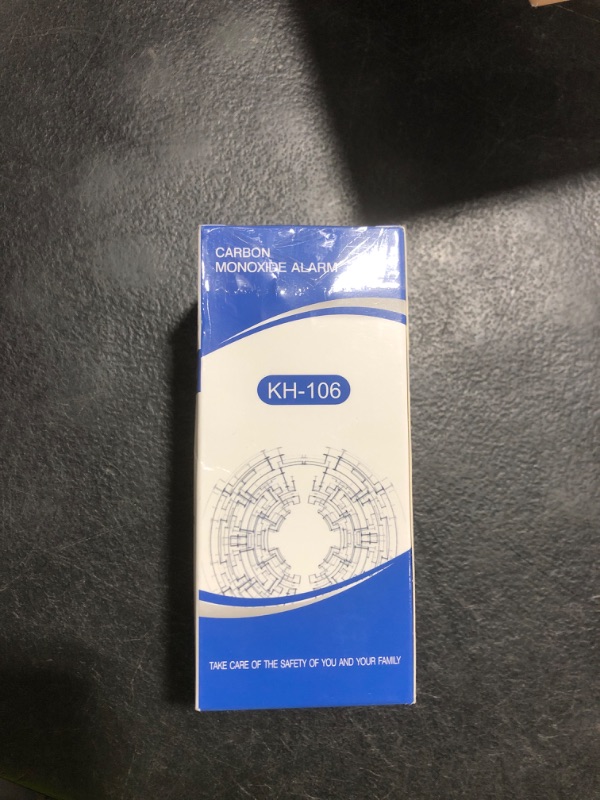 CARBON
MONOXIDE ALARM
KH-106
TAKE CARE OF THE SAFETY OF YOU AND YOUR FAMILY